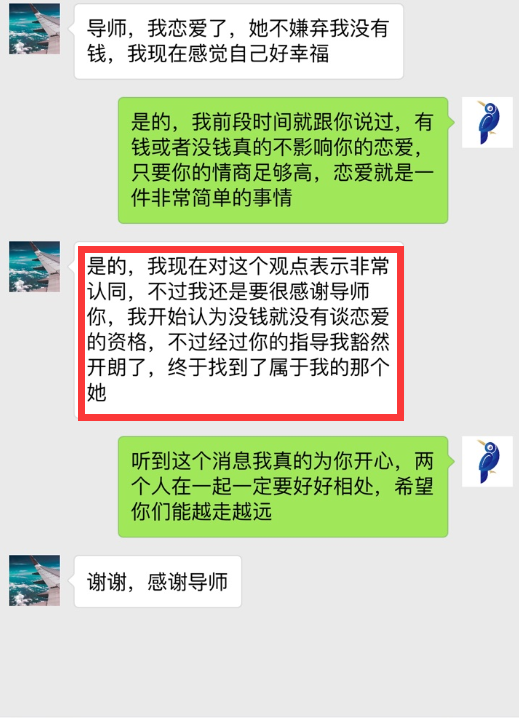 导师，我恋爱了，她不嫌弃我没有
钱，我现在感觉自己好幸福
是的，我前段时间就跟你说过，有
钱或者没钱真的不影响你的恋爱，
只要你的情商足够高，恋爱就是一
件非常简单的事情
是的，我现在对这个观点表示非常
认同，不过我还是要很感谢导师
你，我开始认为没钱就没有谈恋爱
的资格，不过经过你的指导我豁然
开朗了，终于找到了属于我的那个
她
听到这个消息我真的为你开心，两
个人在一起一定要好好相处，希望
你们能越走越远
谢谢，感谢导师